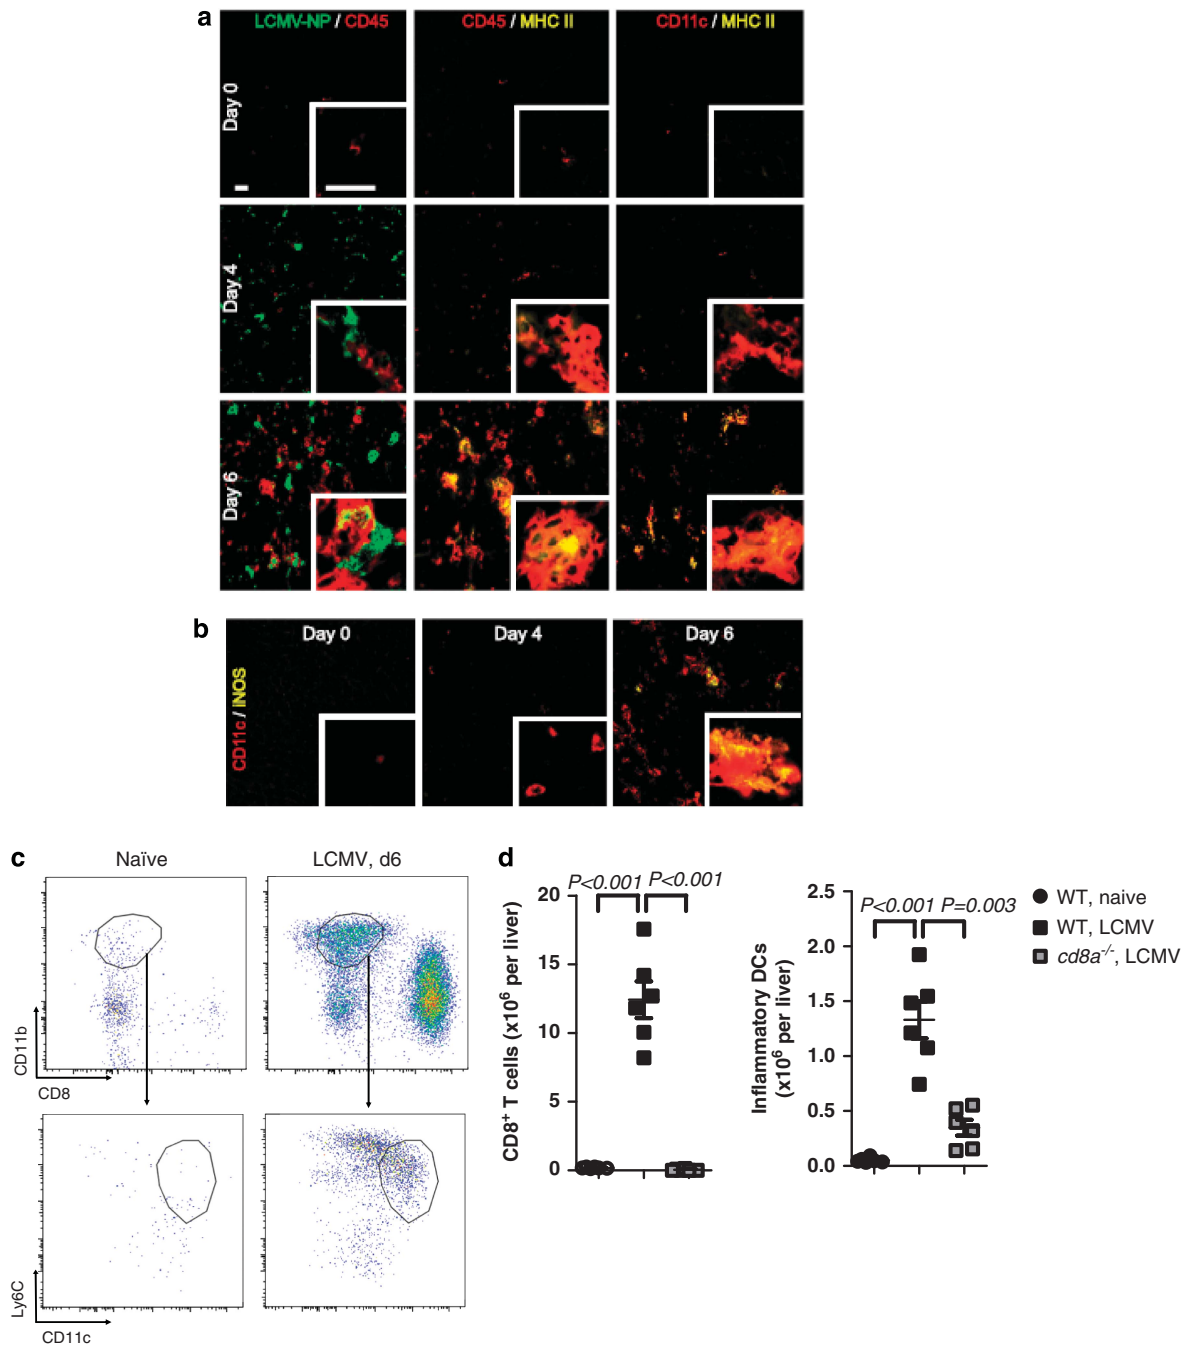 a
LCMV-NP / CD45
CD45 / MHC II
CD11c / MHC II
Day 0
Day 4
Day 6
b
Day 0
Day 4
Day 6
CD11c / iNOS
c
Naïve
LCMV, d6
CD11b
CD8
Ly6C
CD11c
d
P<0.001
P<0.001
20
15
10
5
0
CD8+ T cells (x10⁶ per liver)
P<0.001
P=0.003
2.5
2.0
1.5
1.0
0.5
0.0
Inflammatory DCs
(x10⁶ per liver)
WT, naive
WT, LCMV
cd8a-/-, LCMV